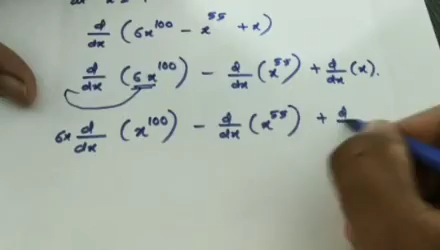 d/dx (6x^100 - x^55 + x)
d/dx (6x^100) - d/dx (x^55) + d/dx (x).
6x d/dx (x^100) - d/dx (x^55) + d